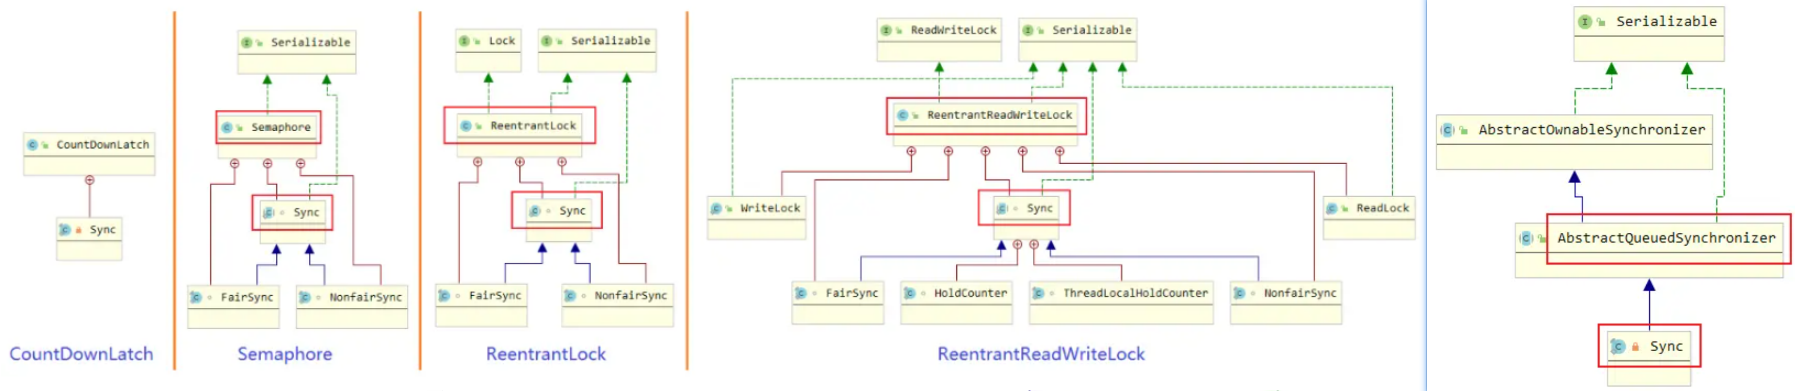 CountDownLatch
Sync
CountDownLatch
Serializable
Semaphore
Sync
FairSync
NonfairSync
Semaphore
Lock
Serializable
ReentrantLock
Sync
FairSync
NonfairSync
ReentrantLock
ReadWriteLock
Serializable
ReentrantReadWriteLock
WriteLock
Sync
ReadLock
FairSync
HoldCounter
ThreadLocalHoldCounter
NonfairSync
ReentrantReadWriteLock
Serializable
AbstractOwnableSynchronizer
AbstractQueuedSynchronizer
Sync